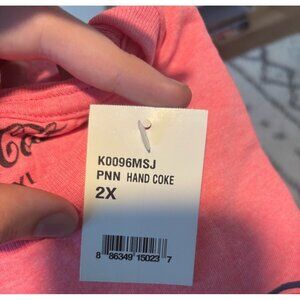 K0096MSJ
PNN HAND COKE
2X
8 86349 15023 7